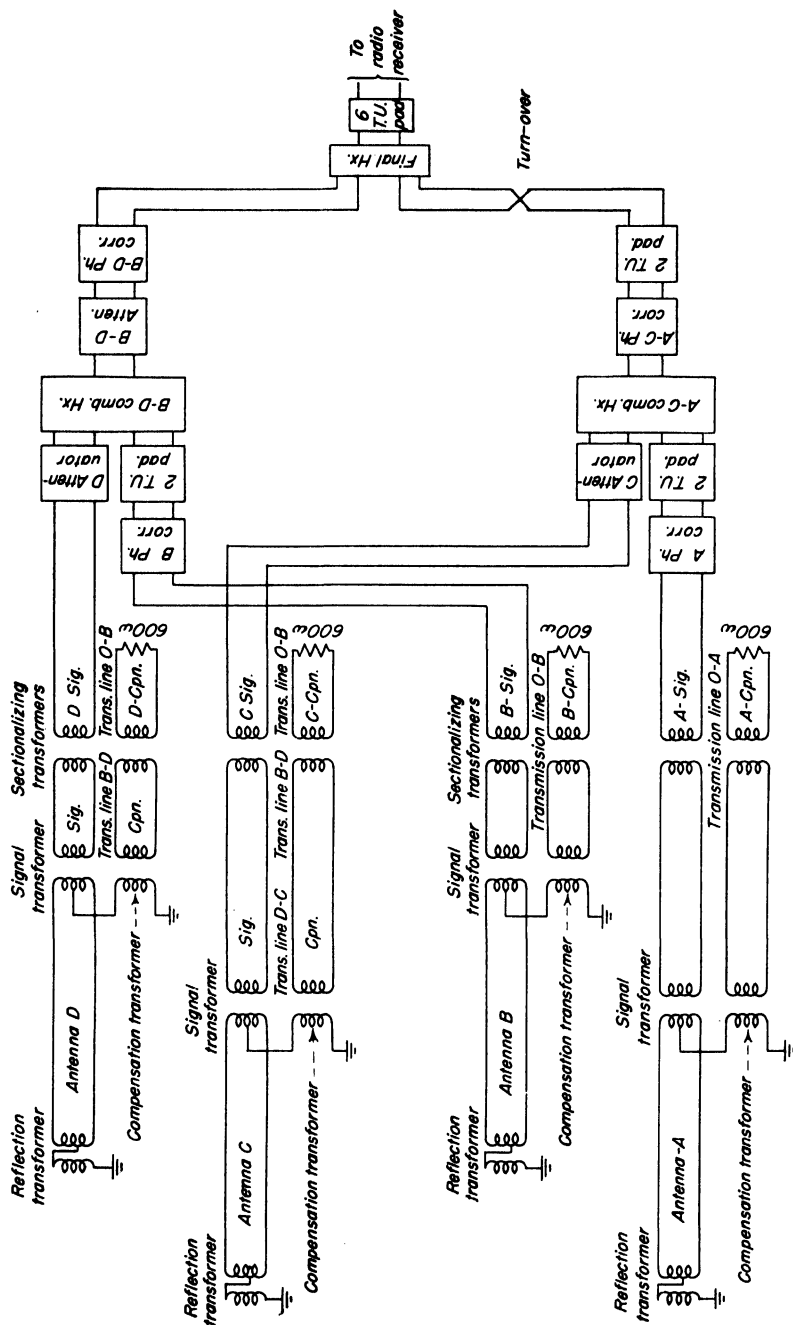 To
radio
receiver
6
T.U.
pad
Final Hx.
Turn-over
B-D Ph.
corr.
B-D
Atten.
B-D comb. Hx.
D Atten-
uator
2 T.U.
pad.
B Ph.
corr.
2 T.U.
pad.
A-C Ph.
corr.
A-C comb. Hx.
C Atten-
uator
2 T.U.
pad.
A Ph.
corr.
Sectionalizing
transformers
D Sig.
Trans. line O-B
D-Cpn.
600ω
Signal
transformer
Sig.
Trans. line B-D
Cpn.
Reflection
transformer
Antenna D
Compensation transformer
C Sig.
Trans. line O-B
C-Cpn.
600ω
Trans. line B-D
Signal
transformer
Sig.
Trans. line D-C
Cpn.
Reflection
transformer
Antenna C
Compensation transformer
Sectionalizing
transformers
B-Sig.
Transmission line O-B
B-Cpn.
600ω
Signal
transformer
Reflection
transformer
Antenna B
Compensation transformer
A-Sig.
Transmission line O-A
A-Cpn.
600ω
Signal
transformer
Reflection
transformer
Antenna-A
Compensation transformer